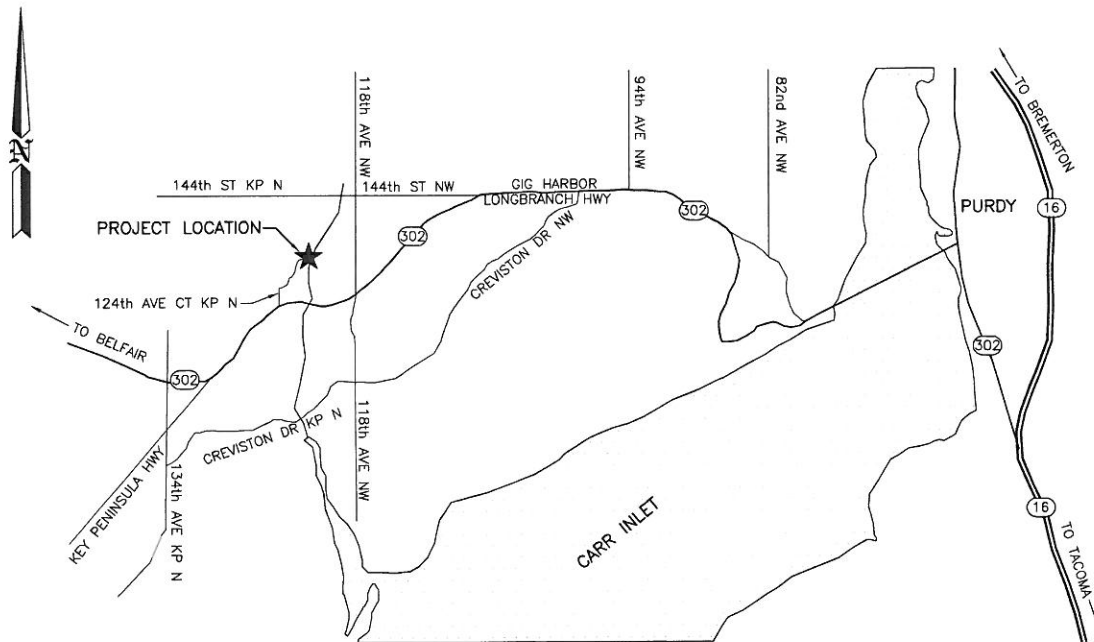 N
TO BREMERTON
118th AVE NW
94th AVE NW
82nd AVE NW
144th ST KP N
144th ST NW
GIG HARBOR
LONGBRANCH HWY
302
PURDY
16
PROJECT LOCATION
302
CREVISTON DR NW
124th AVE CT KP N
TO BELFAIR
302
302
CREVISTON DR KP N
118th AVE NW
KEY PENINSULA HWY
134th AVE KP N
CARR INLET
16
TO TACOMA